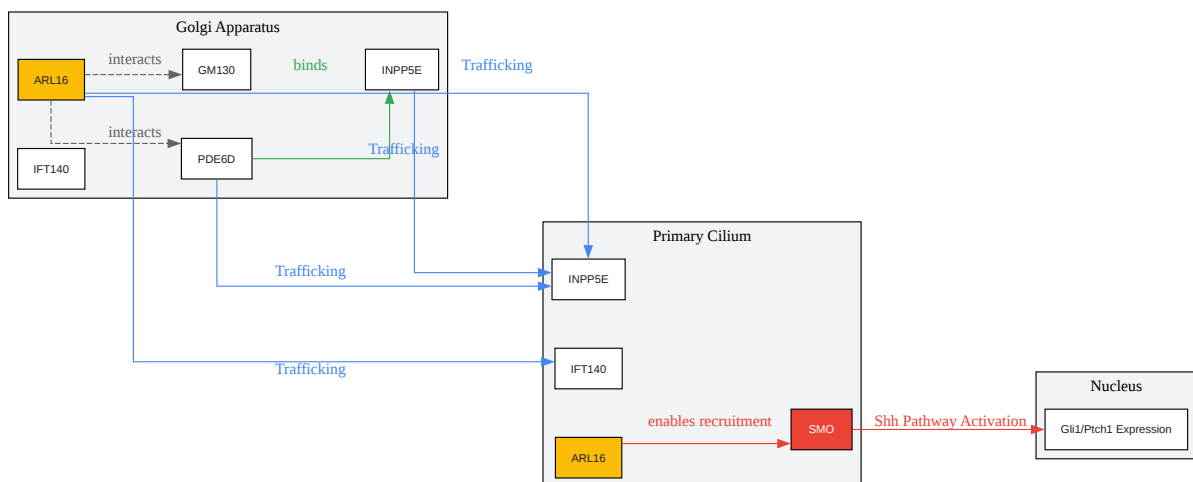 Golgi Apparatus
interacts
binds
Trafficking
ARL16
GM130
INPP5E
interacts
Trafficking
IFT140
PDE6D
Primary Cilium
Trafficking
INPP5E
Trafficking
IFT140
Nucleus
enables recruitment
Shh Pathway Activation
ARL16
SMO
Gli1/Ptch1 Expression